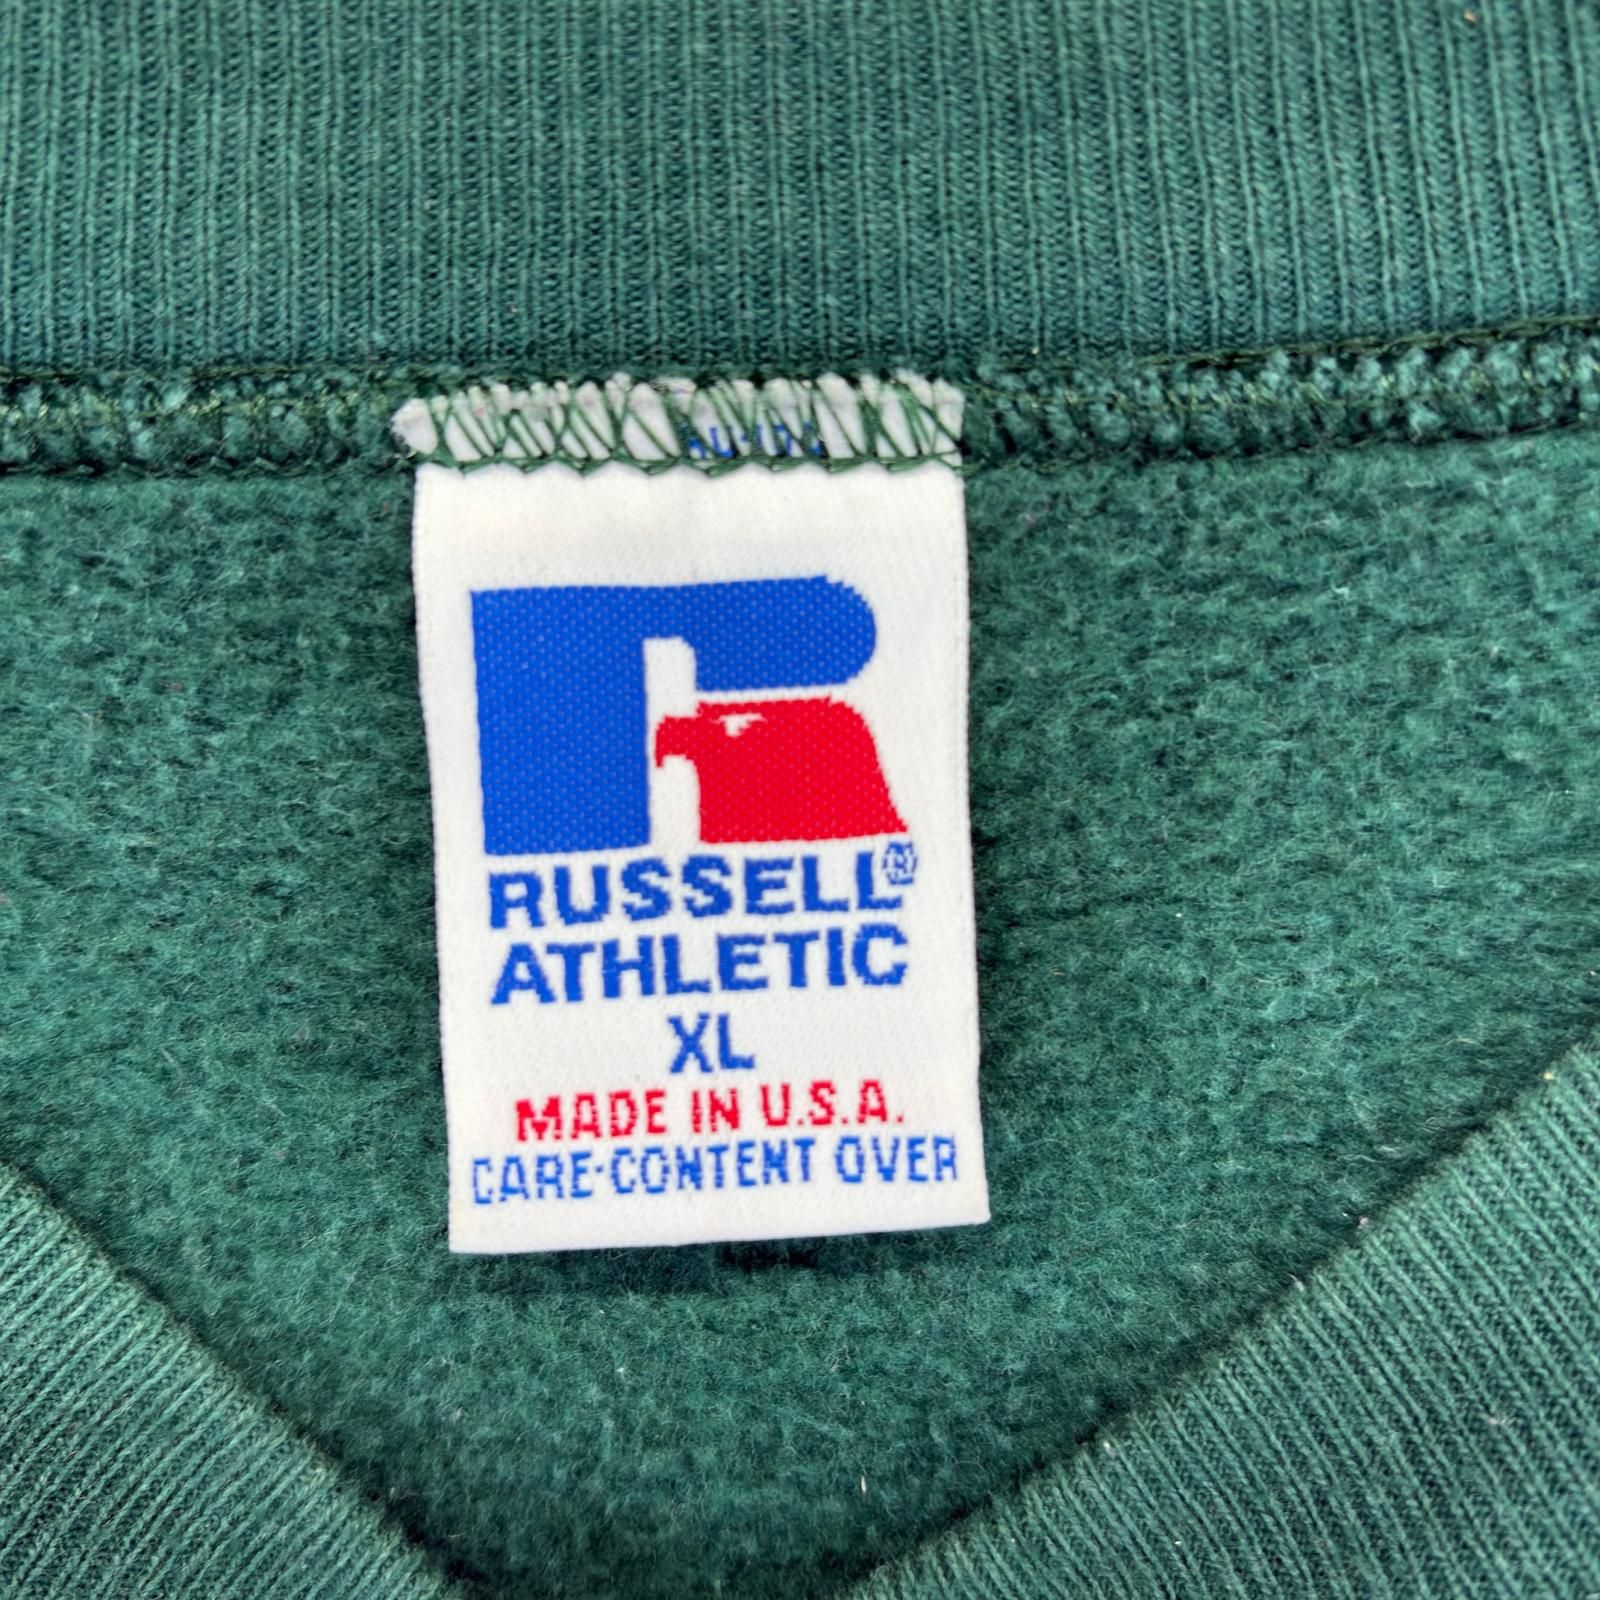 RUSSELL®
ATHLETIC
XL
MADE IN U.S.A.
CARE-CONTENT OVER